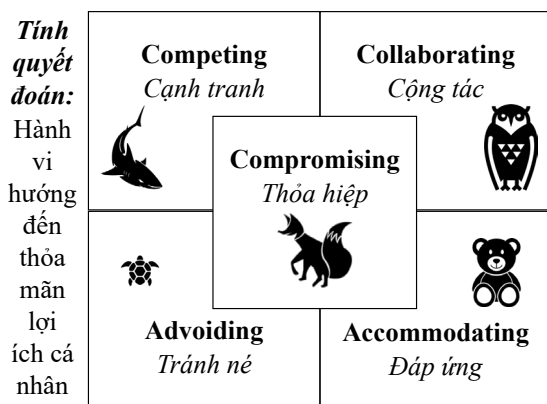 Tính
quyết
đoán:
Hành
vi
hướng
đến
thỏa
mãn
lợi
ích cá
nhân
Competing
Cạnh tranh
Collaborating
Cộng tác
Compromising
Thỏa hiệp
Advoiding
Tránh né
Accommodating
Đáp ứng